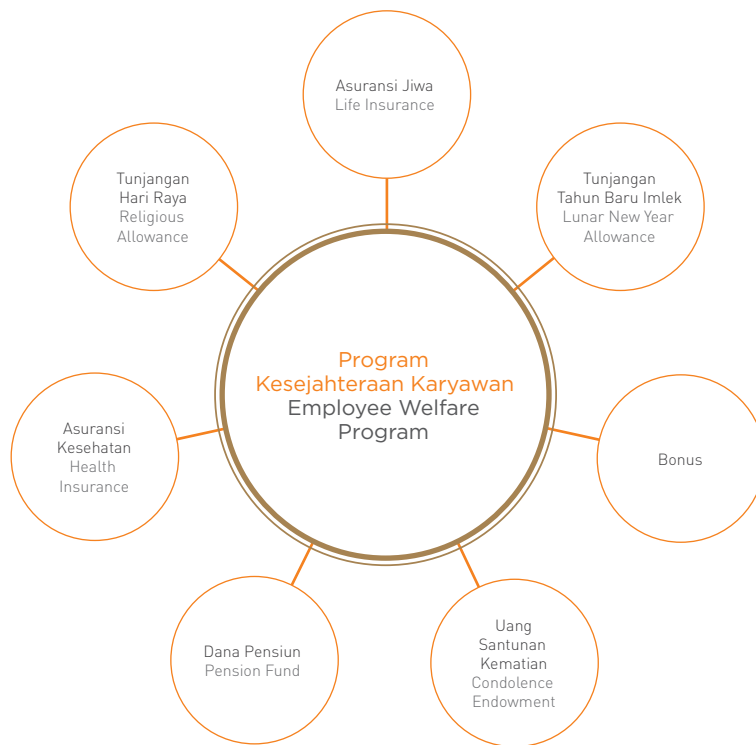 Asuransi Jiwa
Life Insurance
Tunjangan
Hari Raya
Religious
Allowance
Tunjangan
Tahun Baru Imlek
Lunar New Year
Allowance
Program
Kesejahteraan Karyawan
Employee Welfare
Program
Asuransi
Kesehatan
Health
Insurance
Bonus
Dana Pensiun
Pension Fund
Uang
Santunan
Kematian
Condolence
Endowment